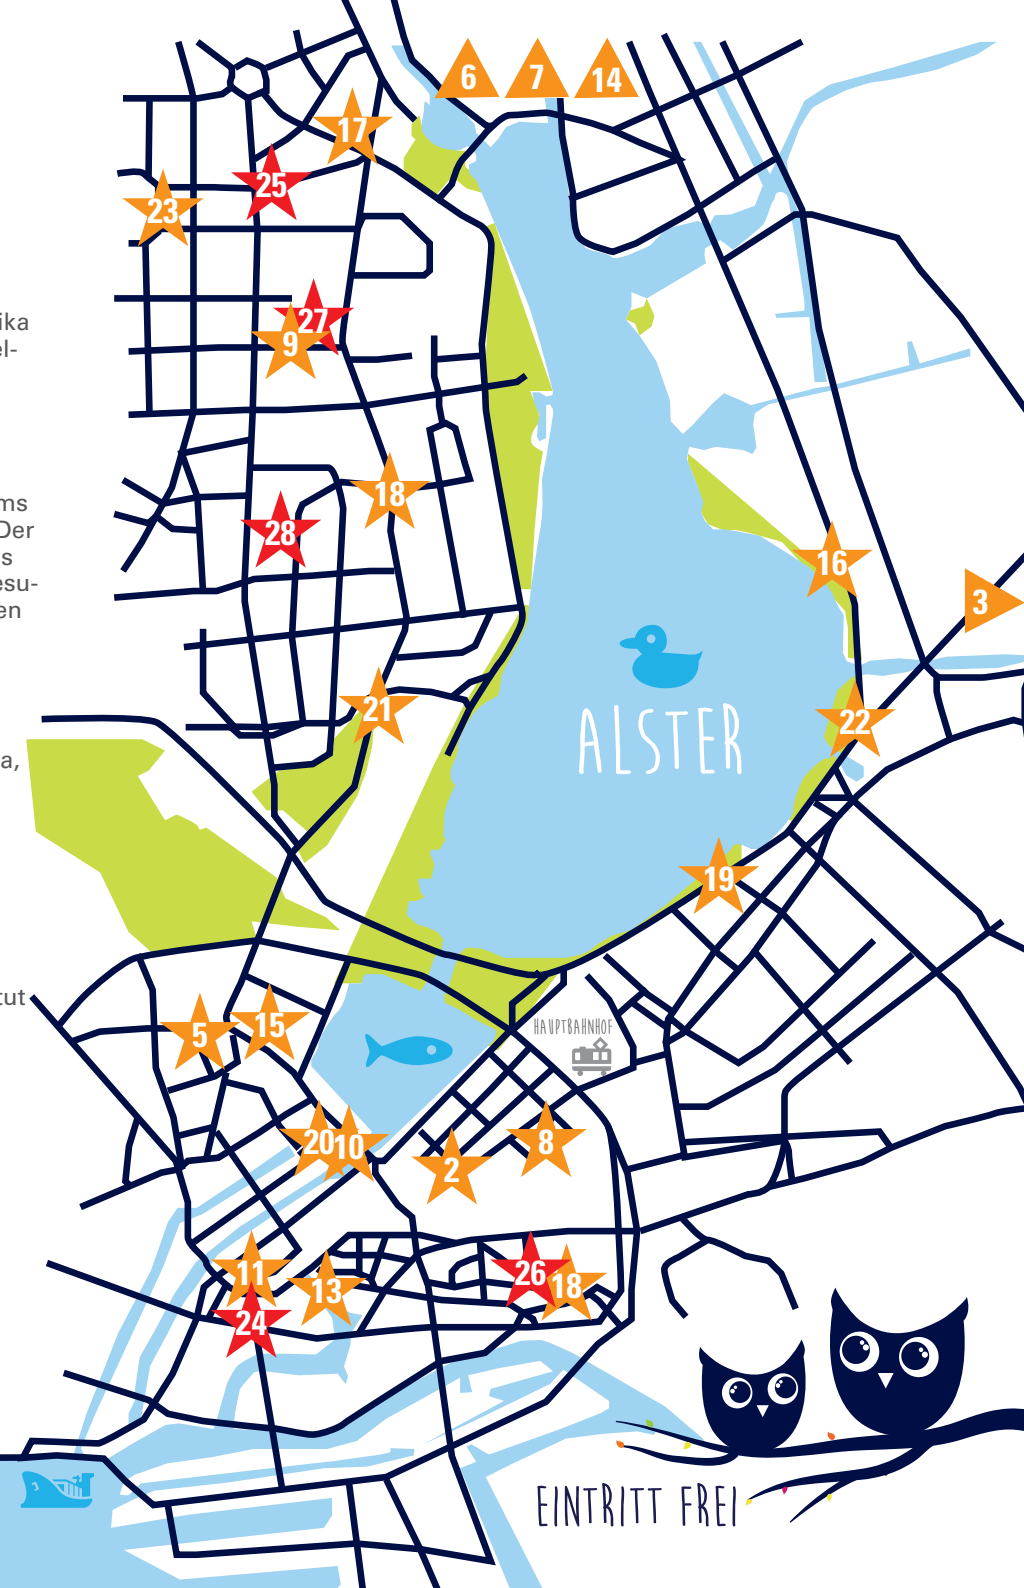 6 7 14
17
25
23
ika
27
el-
9
18
ms
28
Der
s
16
esu-
3
en
21
22
ALSTER
a,
19
tut
5 15
HAUPTBAHNHOF
20 10
8
2
11
26
13 18
24
EINTRITT FREI